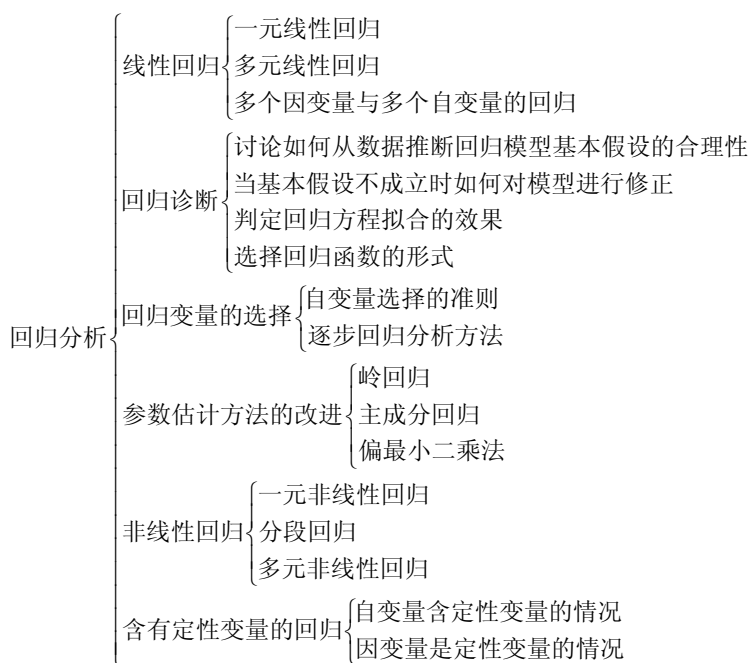 一元线性回归
线性回归
多元线性回归
多个因变量与多个自变量的回归
讨论如何从数据推断回归模型基本假设的合理性
当基本假设不成立时如何对模型进行修正
回归诊断
判定回归方程拟合的效果
选择回归函数的形式
回归变量的选择
自变量选择的准则
逐步回归分析方法
回归分析
岭回归
参数估计方法的改进
主成分回归
偏最小二乘法
一元非线性回归
非线性回归
分段回归
多元非线性回归
含有定性变量的回归
自变量含定性变量的情况
因变量是定性变量的情况